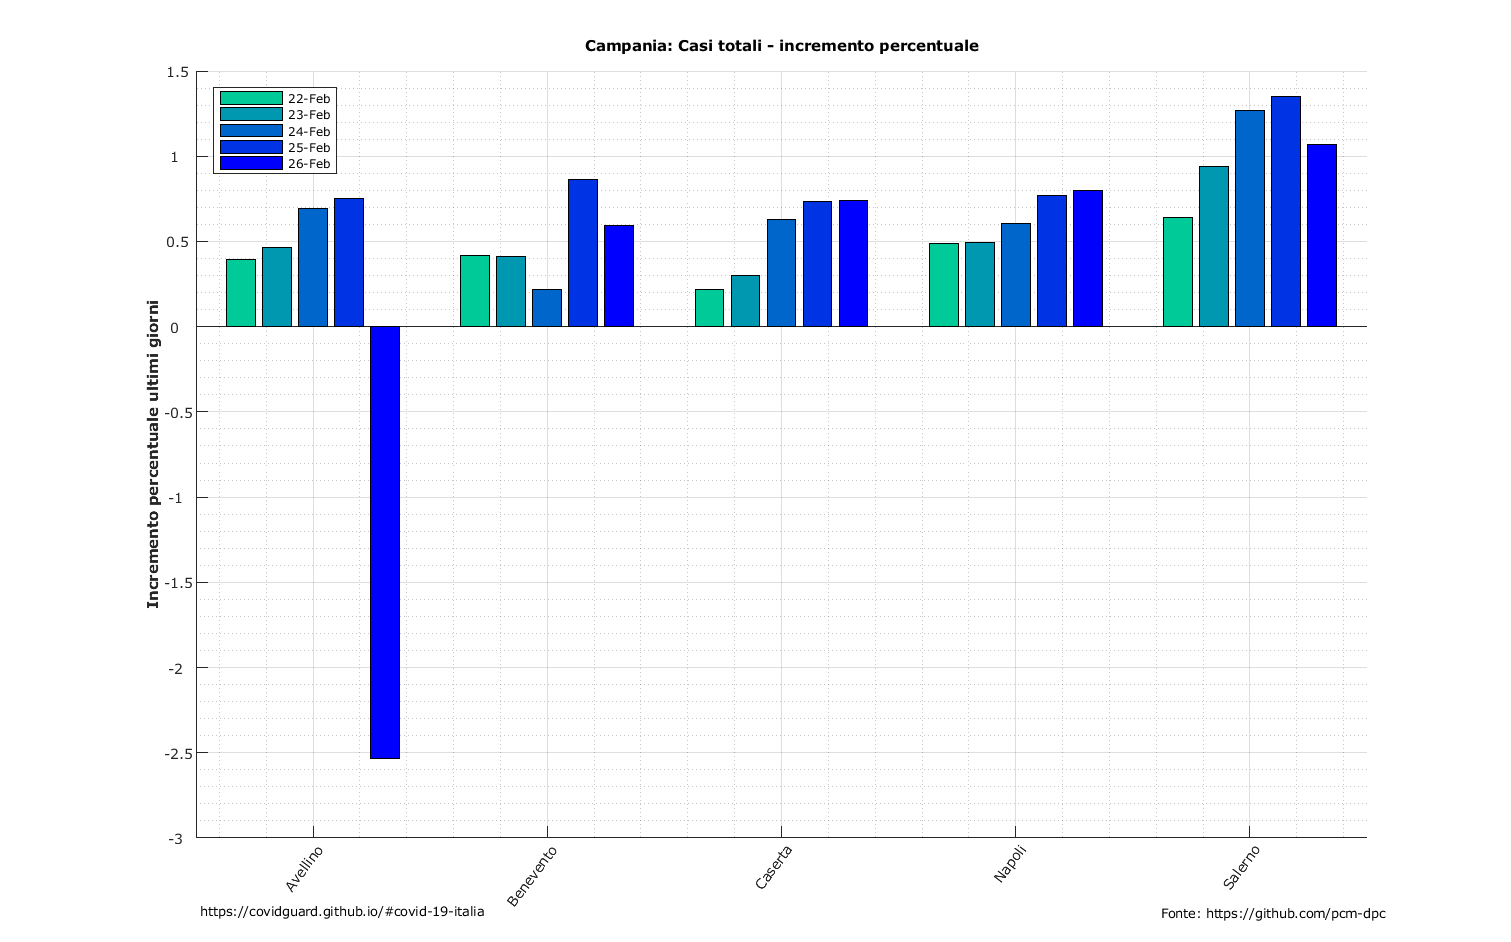 Campania: Casi totali - incremento percentuale
1.5
1
0.5
0
-0.5
-1
-1.5
-2
-2.5
-3
Incremento percentuale ultimi giorni
22-Feb
23-Feb
24-Feb
25-Feb
26-Feb
Avellino
Benevento
Caserta
Napoli
Salerno
https://covidguard.github.io/#covid-19-italia
Fonte: https://github.com/pcm-dpc